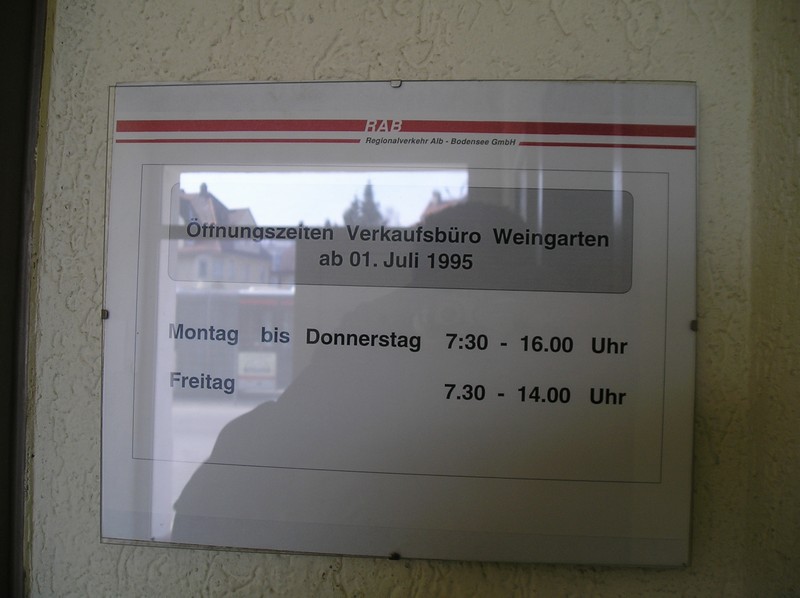 RAB
Regionalverkehr Alb - Bodensee GmbH
Öffnungszeiten Verkaufsbüro Weingarten
ab 01. Juli 1995
Montag bis Donnerstag 7:30 - 16.00 Uhr
Freitag 7.30 - 14.00 Uhr